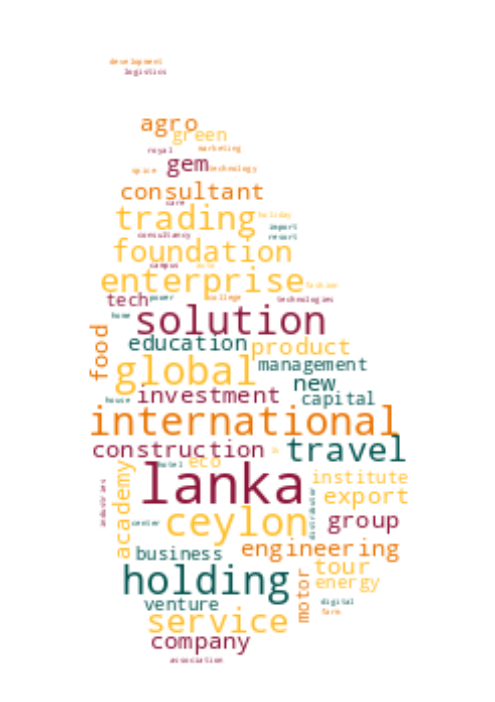 development
logistics
agro
green
royal marketing
gem
spice technology
consultant
care
trading holiday
import
consultancy resort
foundation
campus
enterprise fashion
tech power college technologies
home solution
food
education product
global management
new
house investment capital
international
construction travel
hotel eco
lanka institute
academy
industries
distributor
export
center ceylon group
business engineering
holding tour
motor
energy
venture digital
service farm
company
association